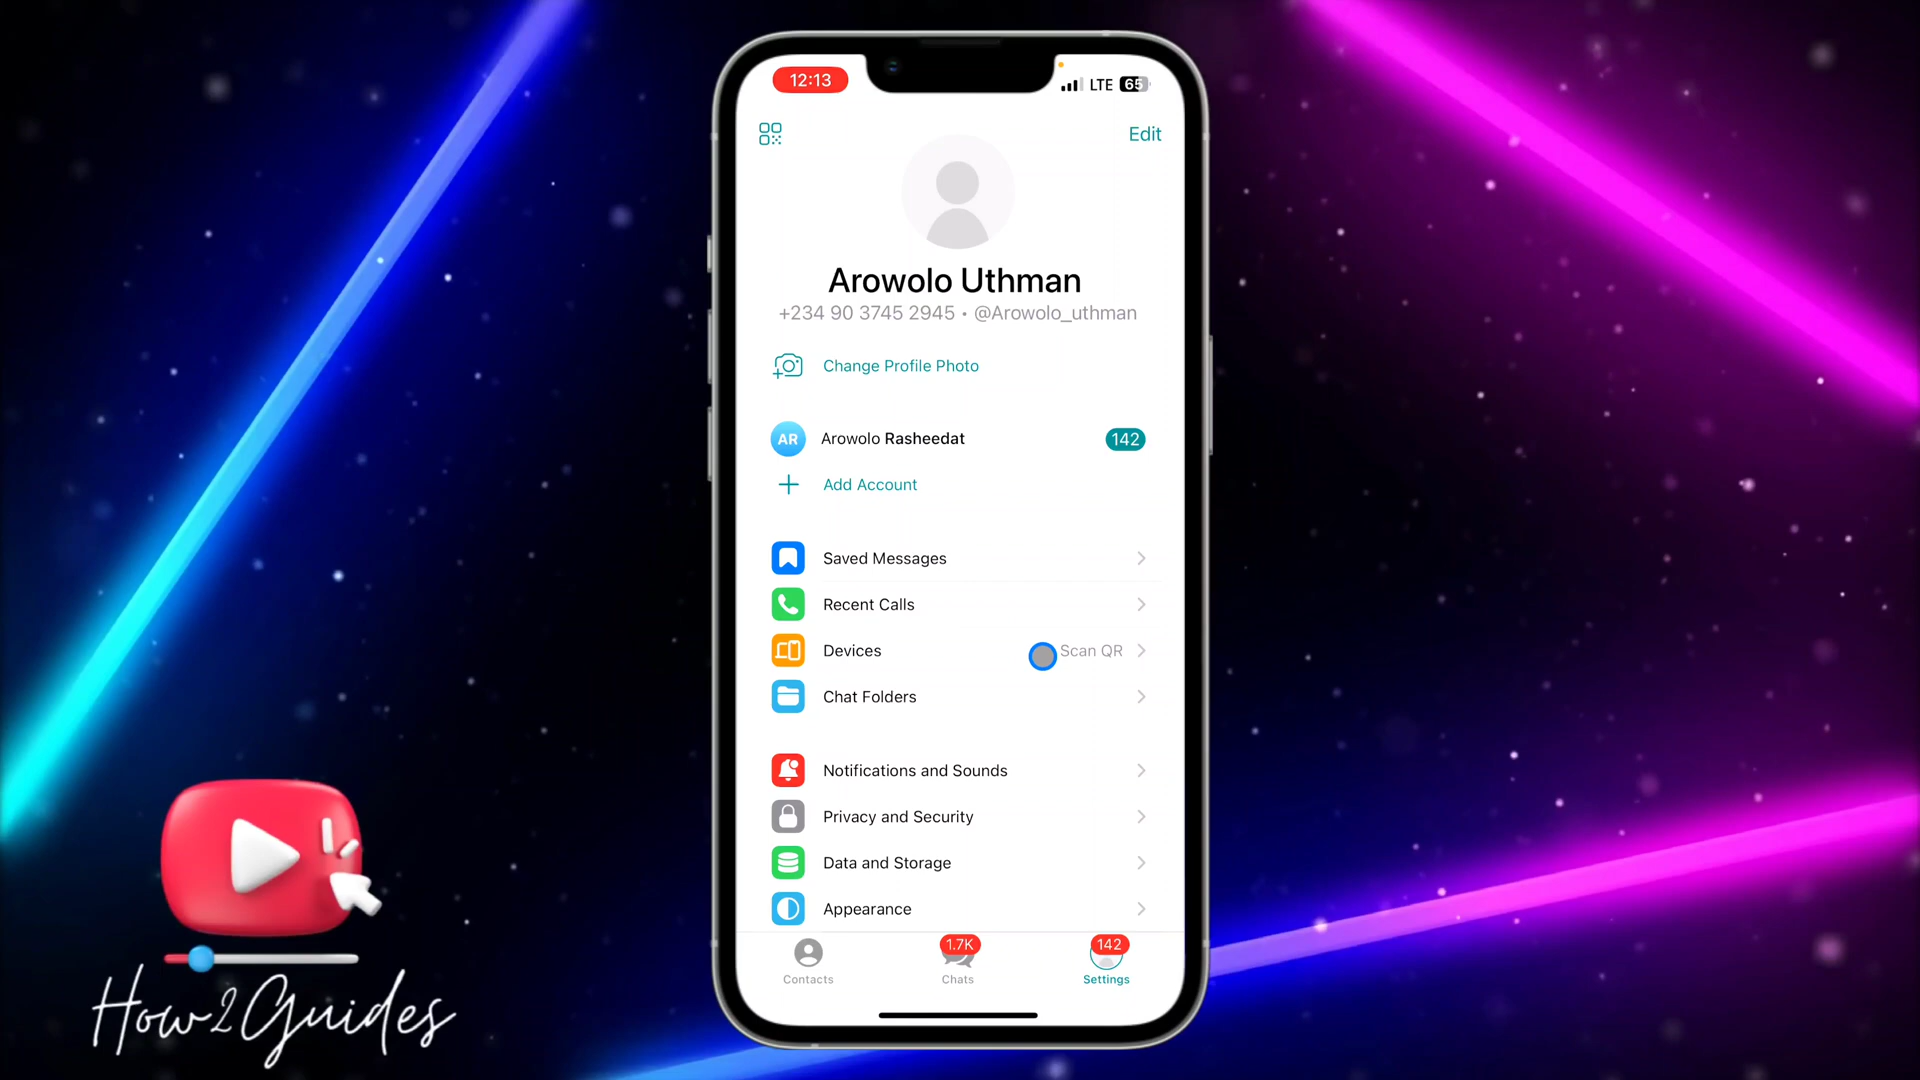 12:13
LTE 65
Edit
Arowolo Uthman
+234 90 3745 2945 • @Arowolo_uthman
Change Profile Photo
AR Arowolo Rasheedat 142
Add Account
Saved Messages
Recent Calls
Devices Scan QR
Chat Folders
Notifications and Sounds
Privacy and Security
Data and Storage
Appearance
1.7K 142
Contacts Chats Settings
How2Guides